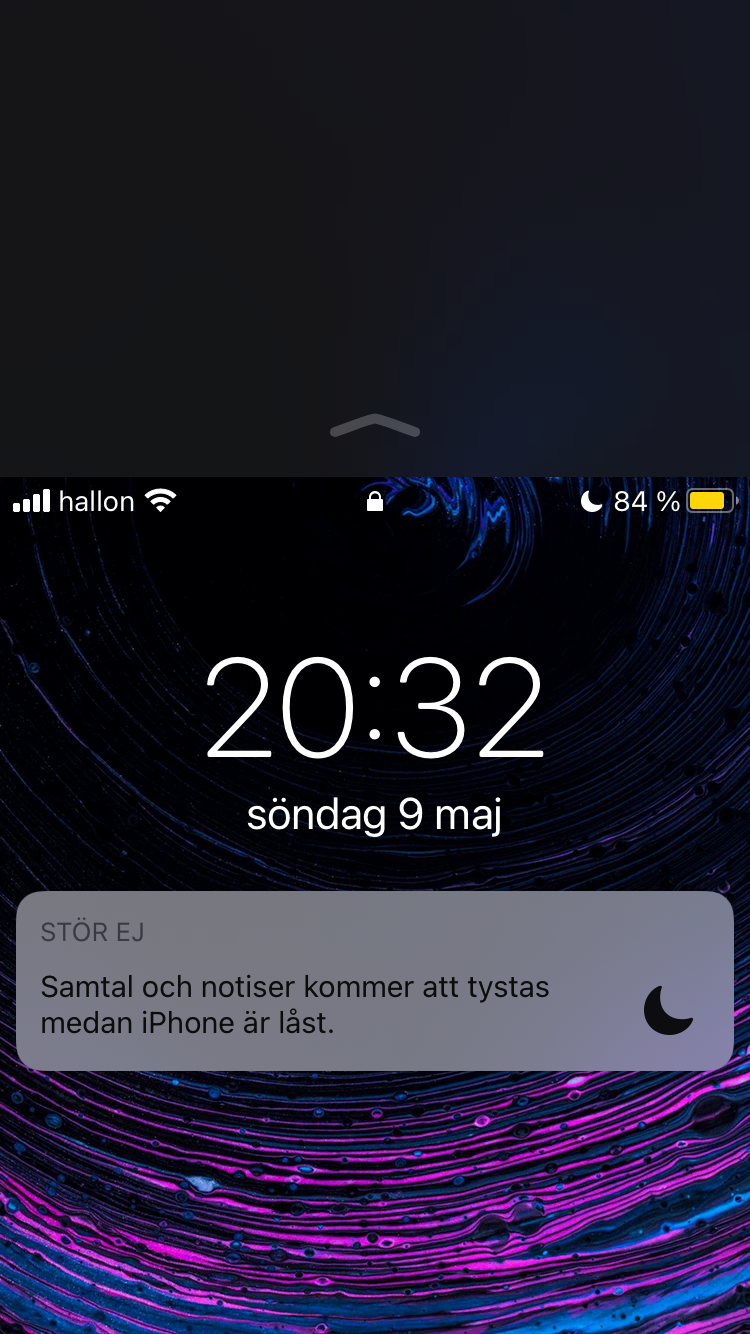 hallon
84 %
20:32
söndag 9 maj
STÖR EJ
Samtal och notiser kommer att tystas
medan iPhone är låst.